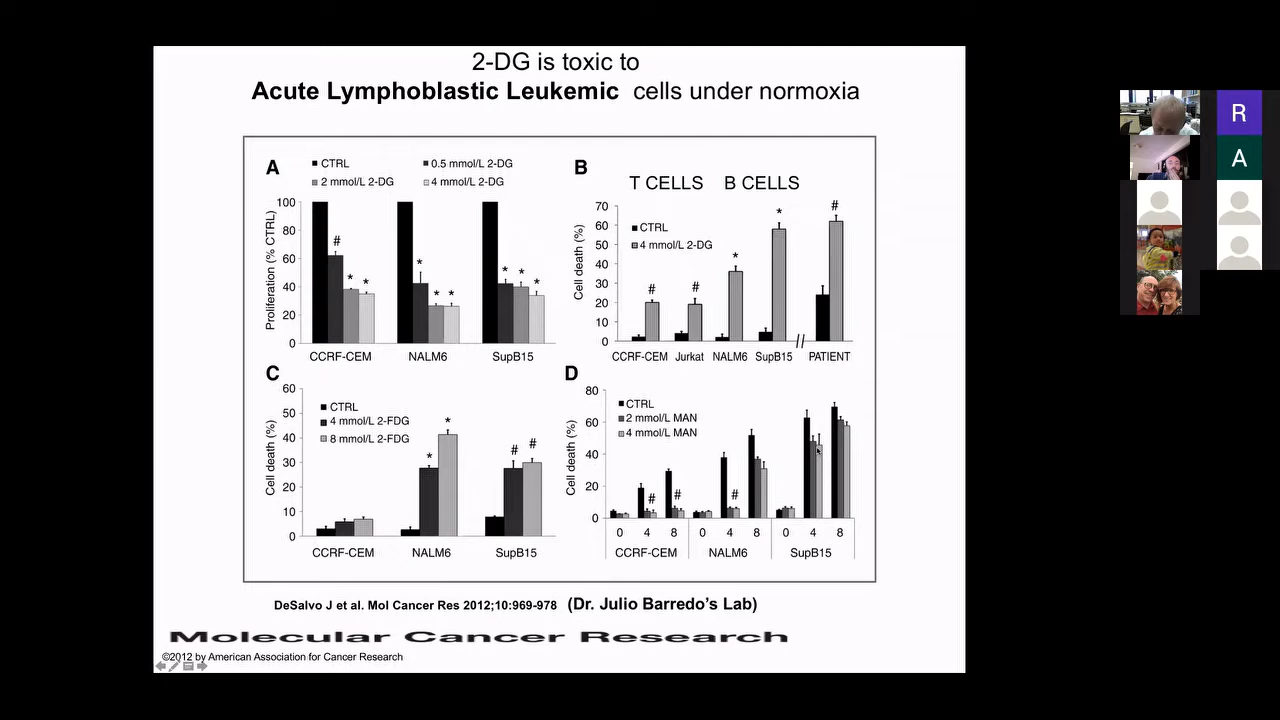 2-DG is toxic to
Acute Lymphoblastic Leukemic cells under normoxia
A
CTRL
0.5 mmol/L 2-DG
2 mmol/L 2-DG
4 mmol/L 2-DG
Proliferation (% CTRL)
100
80
60
40
20
0
#
*
*
*
*
*
*
*
*
CCRF-CEM
NALM6
SupB15
B
T CELLS
B CELLS
CTRL
4 mmol/L 2-DG
Cell death (%)
70
60
50
40
30
20
10
0
#
#
*
*
#
CCRF-CEM
Jurkat
NALM6
SupB15
//
PATIENT
C
CTRL
4 mmol/L 2-FDG
8 mmol/L 2-FDG
Cell death (%)
60
50
40
30
20
10
0
*
*
#
#
CCRF-CEM
NALM6
SupB15
D
CTRL
2 mmol/L MAN
4 mmol/L MAN
Cell death (%)
80
60
40
20
0
#
#
#
0 4 8
0 4 8
0 4 8
CCRF-CEM
NALM6
SupB15
DeSalvo J et al. Mol Cancer Res 2012;10:969-978 (Dr. Julio Barredo's Lab)
Molecular Cancer Research
©2012 by American Association for Cancer Research
R
A